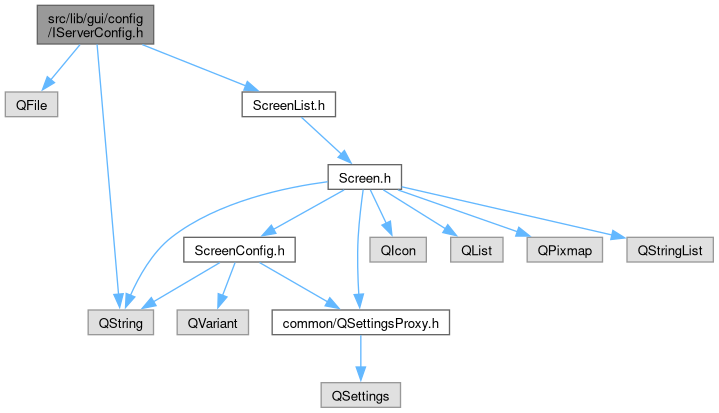 src/lib/gui/config
/IServerConfig.h
QFile
ScreenList.h
Screen.h
ScreenConfig.h
QIcon
QList
QPixmap
QStringList
QString
QVariant
common/QSettingsProxy.h
QSettings